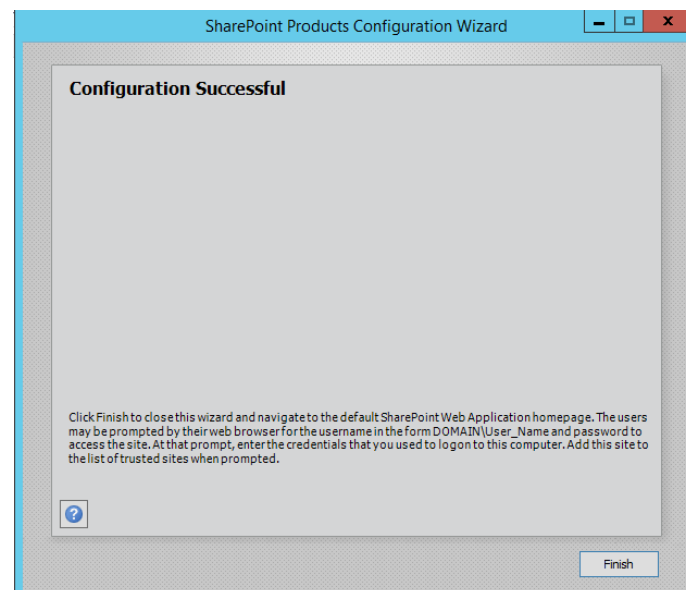 SharePoint Products Configuration Wizard
Configuration Successful
Click Finish to close this wizard and navigate to the default SharePoint Web Application homepage. The users
may be prompted by their web browser for the username in the form DOMAIN\User_Name and password to
access the site. At that prompt, enter the credentials that you used to logon to this computer. Add this site to
the list of trusted sites when prompted.
Finish